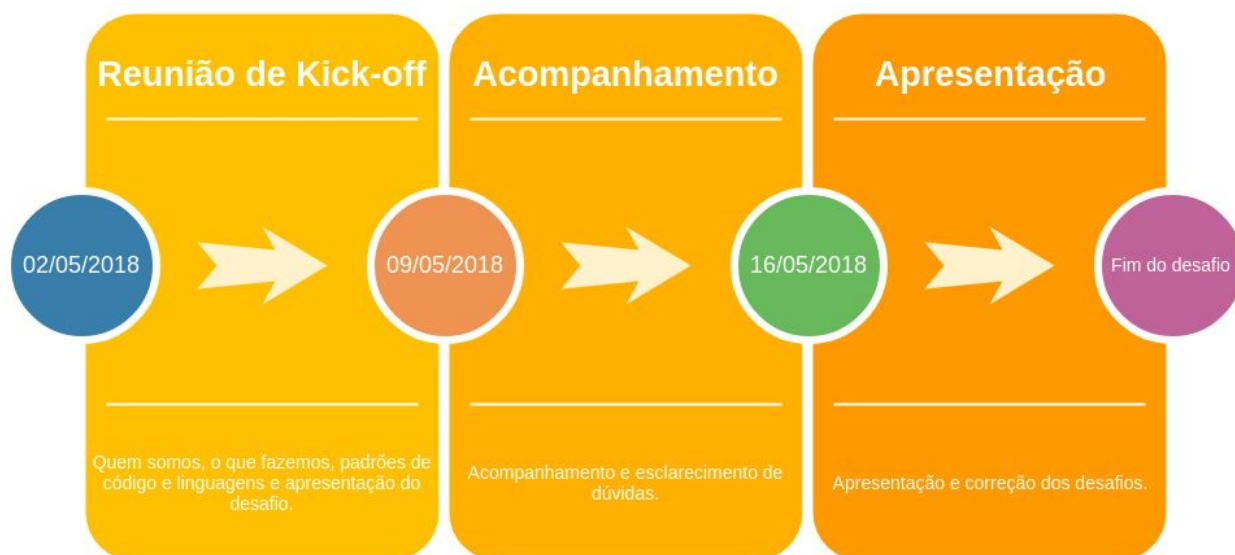 Reunião de Kick-off
Acompanhamento
Apresentação
02/05/2018
09/05/2018
16/05/2018
Fim do desafio
Quem somos, o que fazemos, padrões de
código e linguagens e apresentação do
desafio.
Acompanhamento e esclarecimento de
dúvidas.
Apresentação e correção dos desafios.